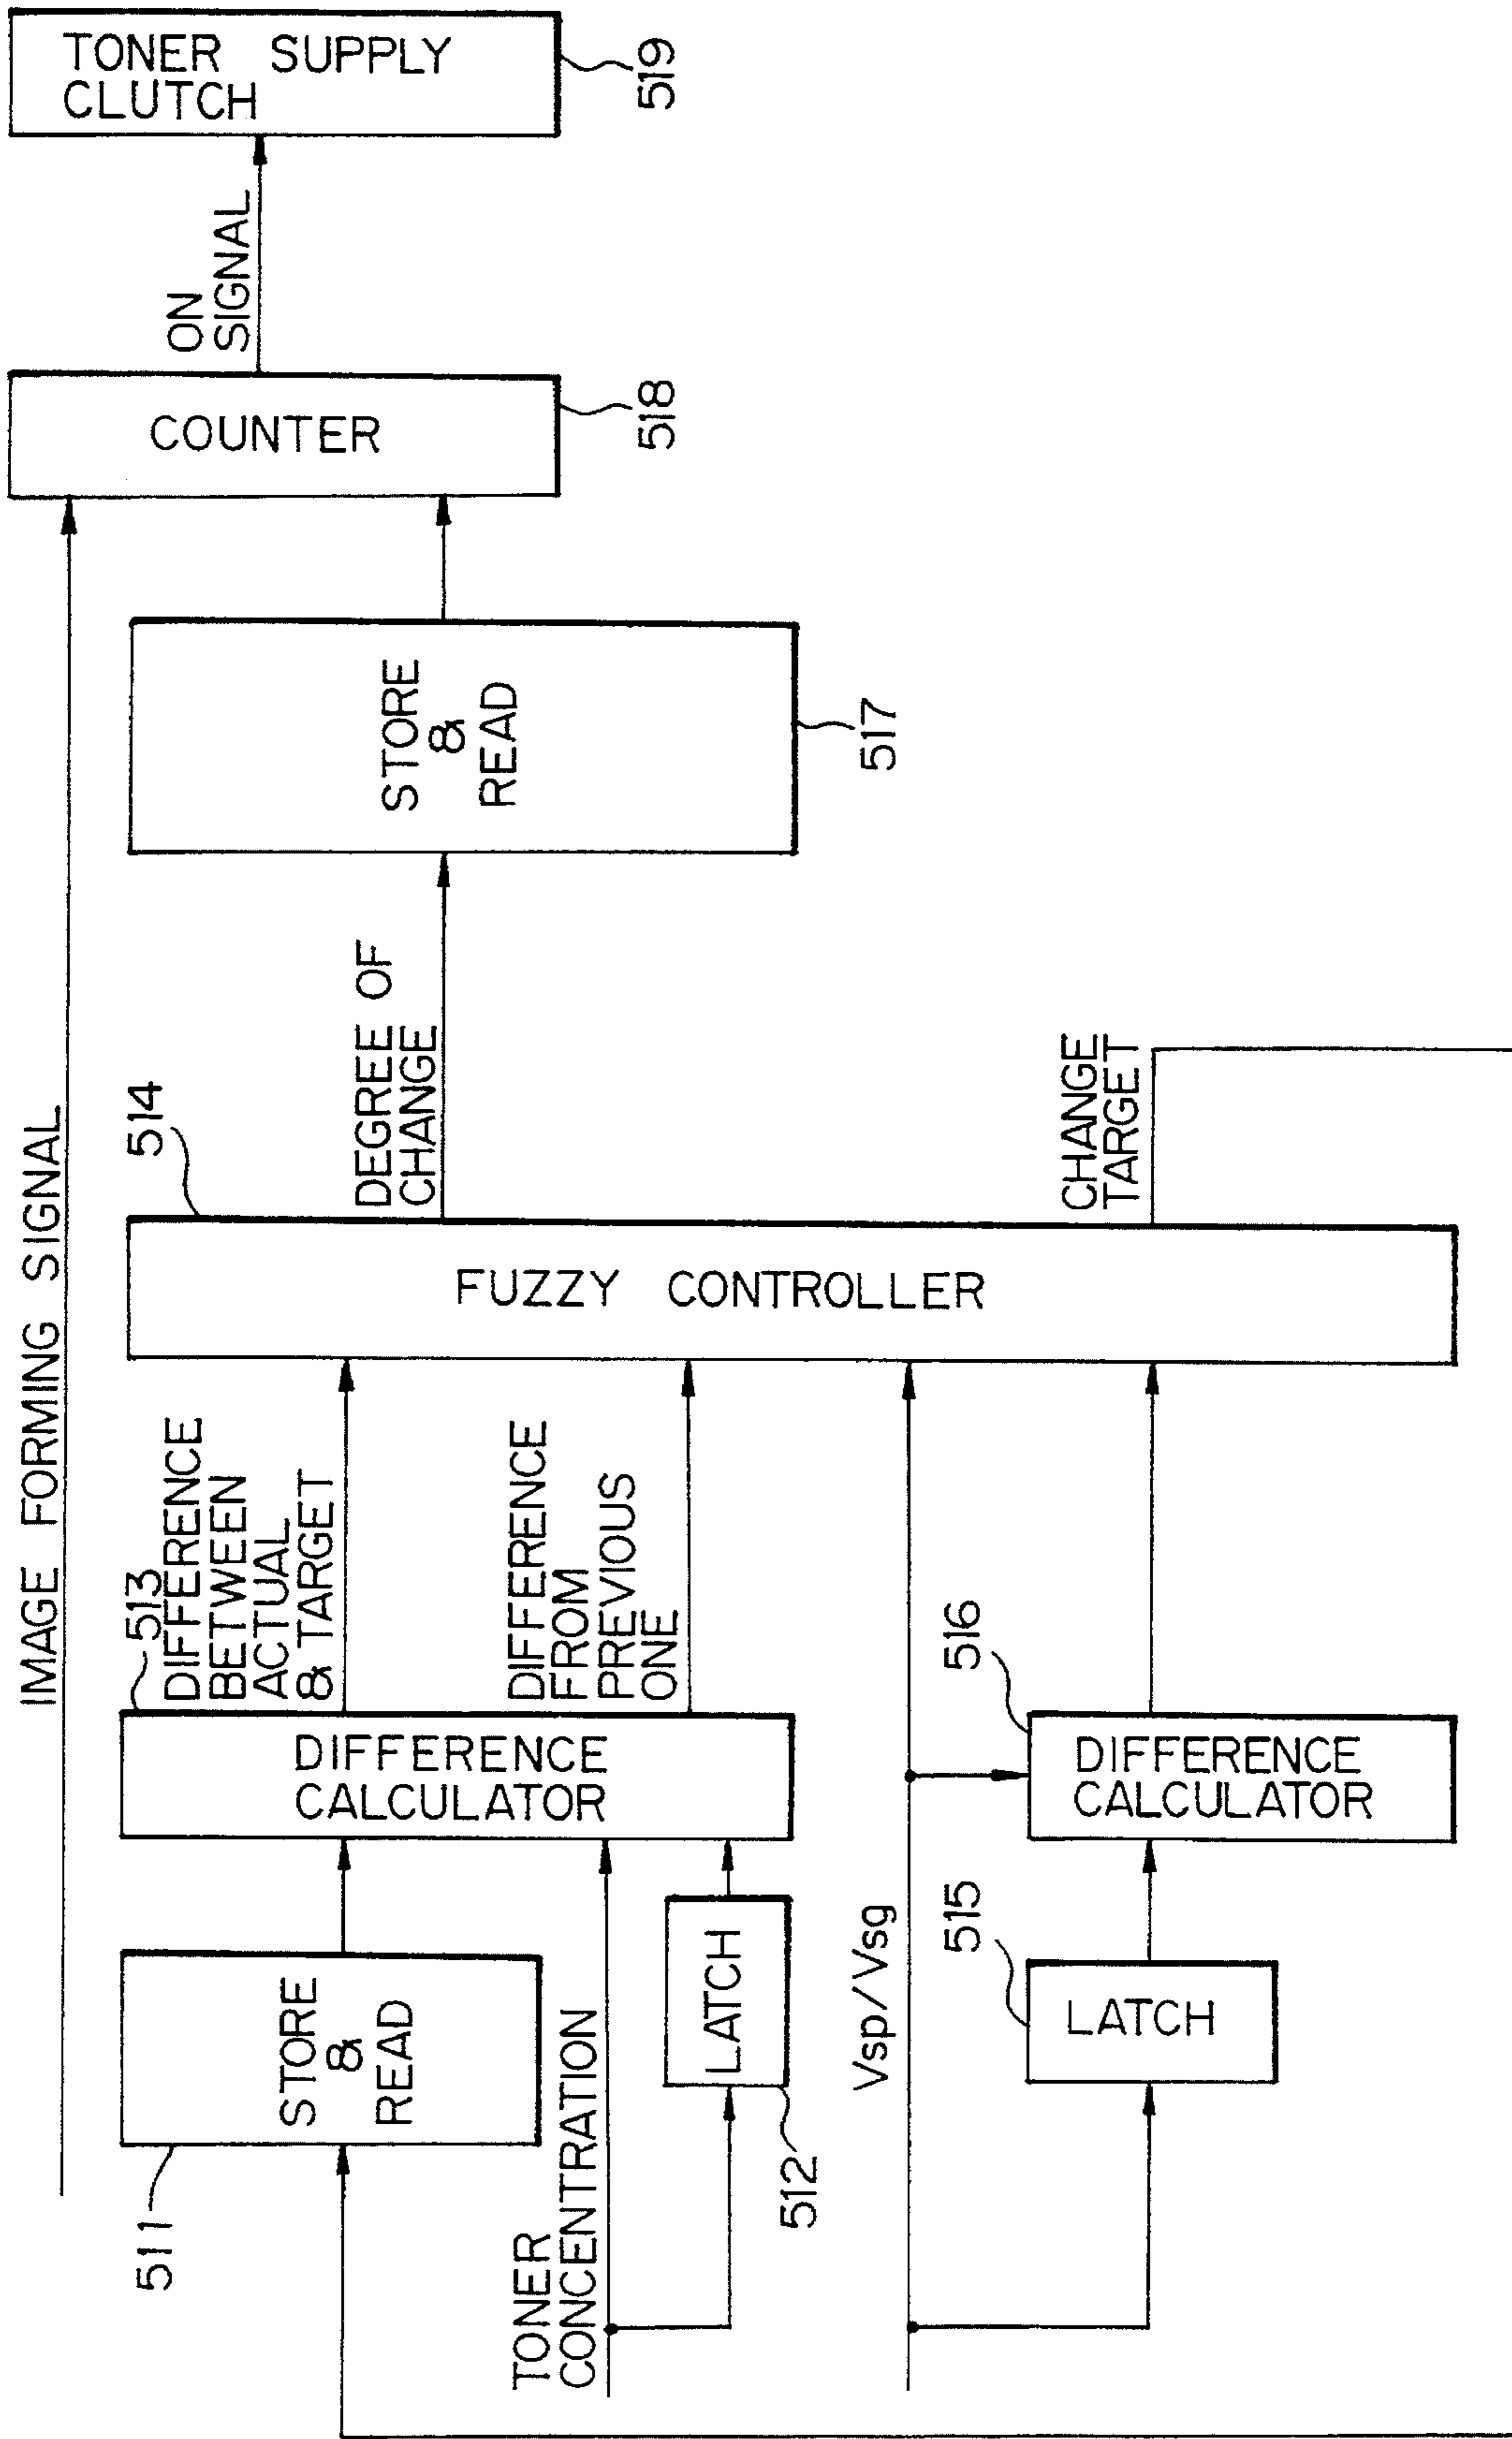 IMAGE FORMING SIGNAL
511
STORE
&
READ
TONER
CONCENTRATION
512
LATCH
513
DIFFERENCE
CALCULATOR
DIFFERENCE
BETWEEN
ACTUAL
& TARGET
DIFFERENCE
FROM
PREVIOUS
ONE
Vsp/Vsg
515
LATCH
516
DIFFERENCE
CALCULATOR
514
FUZZY CONTROLLER
DEGREE OF
CHANGE
CHANGE
TARGET
STORE
&
READ
517
COUNTER
518
ON
SIGNAL
TONER SUPPLY
CLUTCH
519